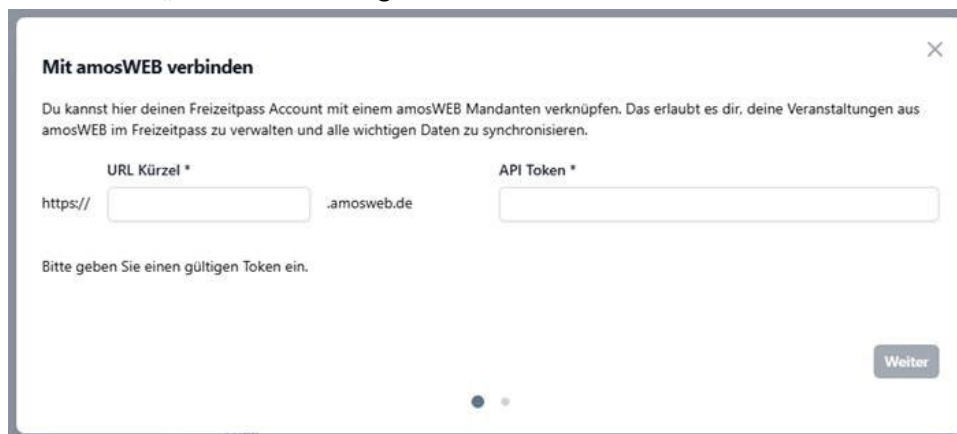 Mit amosWEB verbinden
Du kannst hier deinen Freizeitpass Account mit einem amosWEB Mandanten verknüpfen. Das erlaubt es dir, deine Veranstaltungen aus
amosWEB im Freizeitpass zu verwalten und alle wichtigen Daten zu synchronisieren.
URL Kürzel * API Token *
https:// .amosweb.de
Bitte geben Sie einen gültigen Token ein.
Weiter